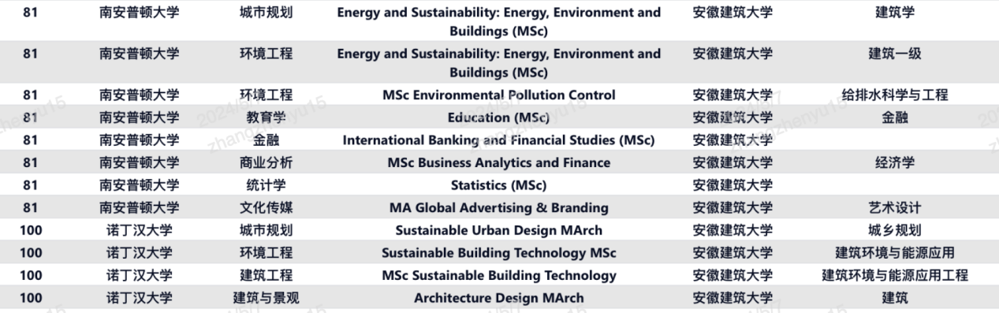 81 南安普顿大学 城市规划 Energy and Sustainability: Energy, Environment and Buildings (MSc) 安徽建筑大学 建筑学
81 南安普顿大学 环境工程 Energy and Sustainability: Energy, Environment and Buildings (MSc) 安徽建筑大学 建筑一级
81 南安普顿大学 环境工程 MSc Environmental Pollution Control 安徽建筑大学 给排水科学与工程
81 南安普顿大学 教育学 Education (MSc) 安徽建筑大学 金融
81 南安普顿大学 金融 International Banking and Financial Studies (MSc) 安徽建筑大学
81 南安普顿大学 商业分析 MSc Business Analytics and Finance 安徽建筑大学 经济学
81 南安普顿大学 统计学 Statistics (MSc) 安徽建筑大学
81 南安普顿大学 文化传媒 MA Global Advertising & Branding 安徽建筑大学 艺术设计
100 诺丁汉大学 城市规划 Sustainable Urban Design MArch 安徽建筑大学 城乡规划
100 诺丁汉大学 环境工程 Sustainable Building Technology MSc 安徽建筑大学 建筑环境与能源应用
100 诺丁汉大学 建筑工程 MSc Sustainable Building Technology 安徽建筑大学 建筑环境与能源应用工程
100 诺丁汉大学 建筑与景观 Architecture Design MArch 安徽建筑大学 建筑